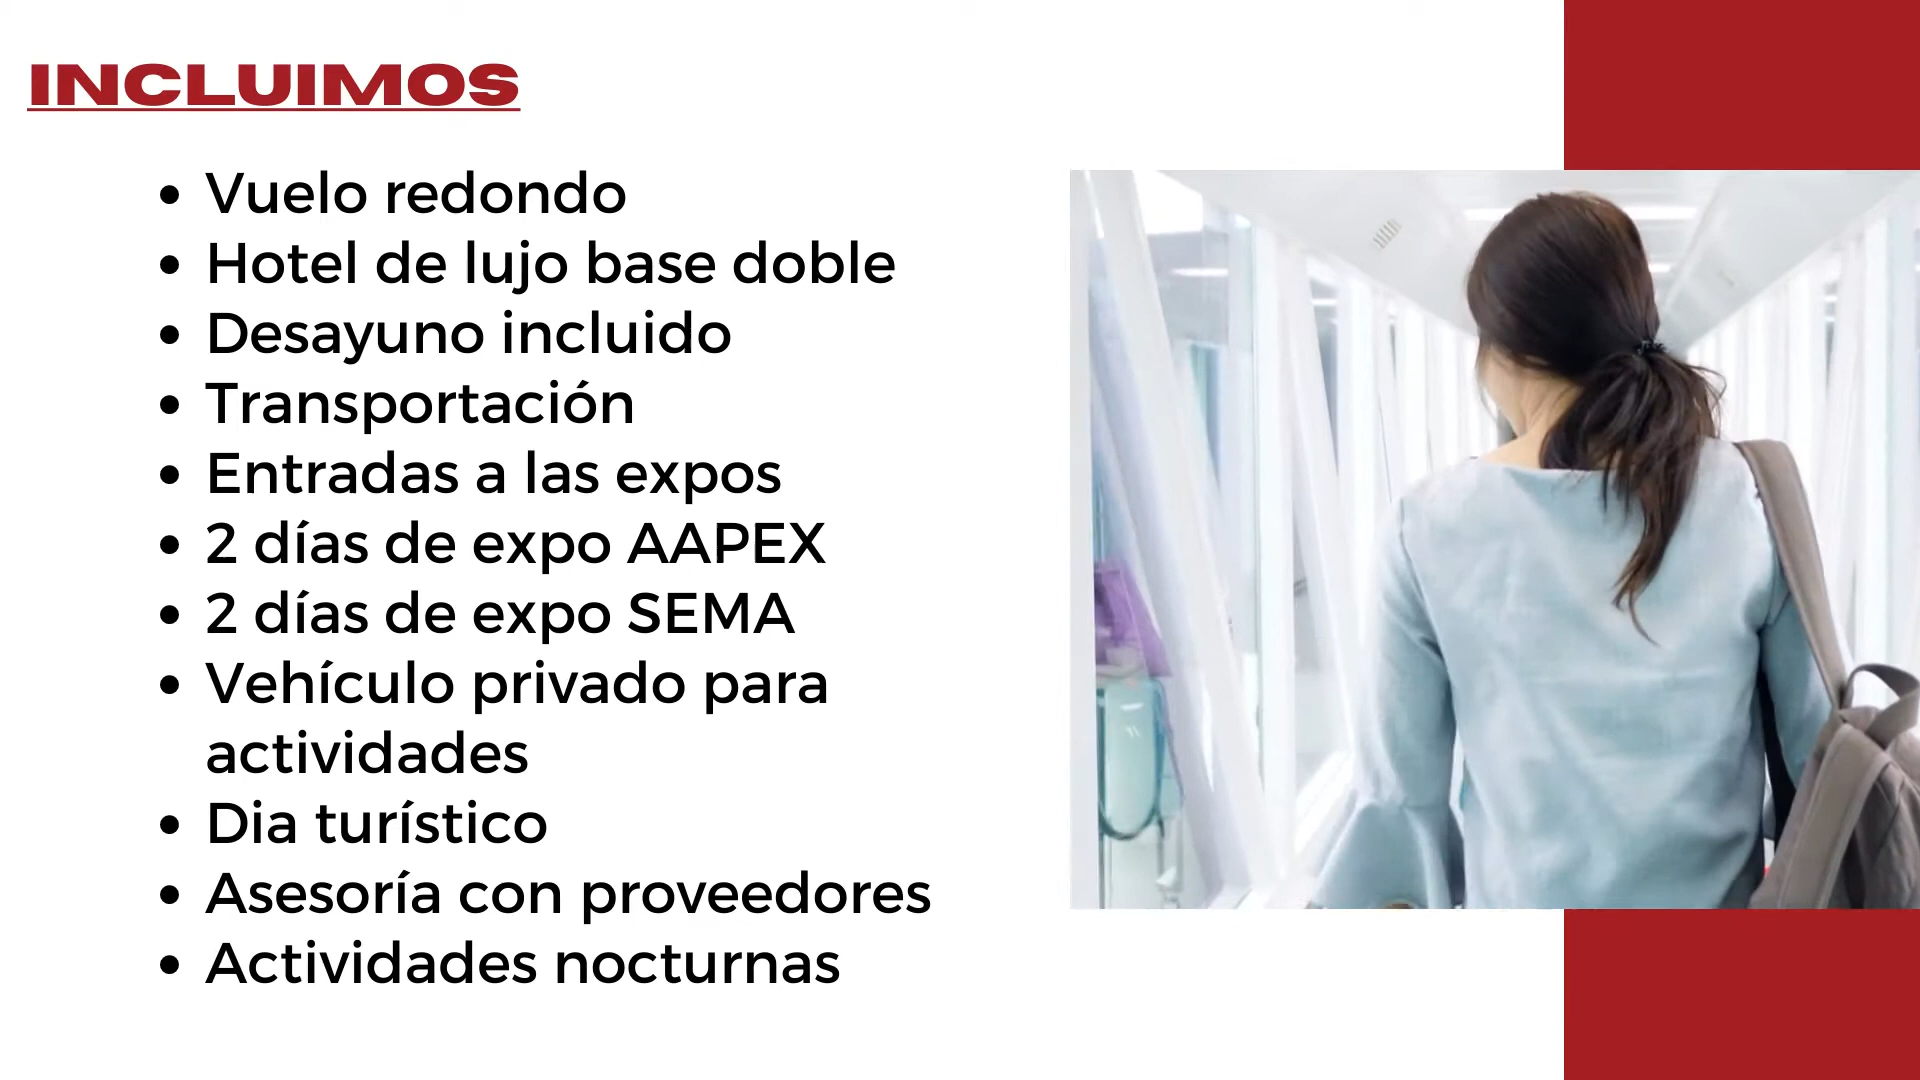 INCLUIMOS
• Vuelo redondo
• Hotel de lujo base doble
• Desayuno incluido
• Transportación
• Entradas a las expos
• 2 días de expo AAPEX
• 2 días de expo SEMA
• Vehículo privado para
actividades
• Dia turístico
• Asesoría con proveedores
• Actividades nocturnas